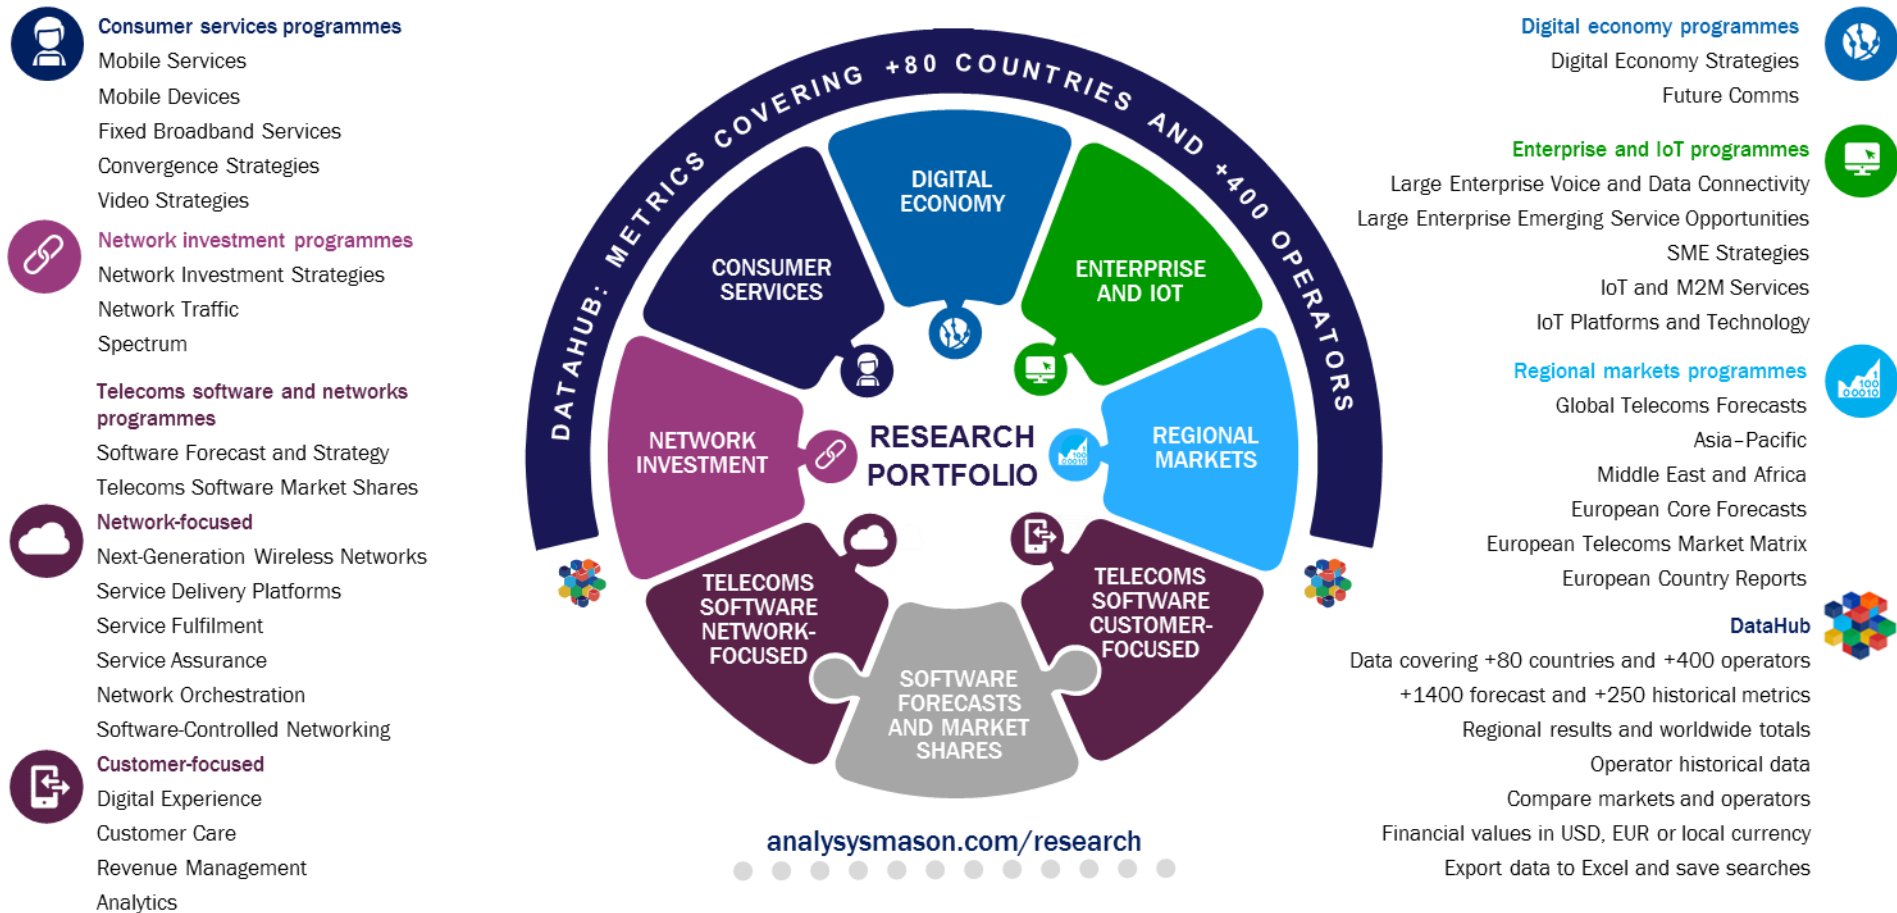 Consumer services programmes
Mobile Services
Mobile Devices
Fixed Broadband Services
Convergence Strategies
Video Strategies
Network investment programmes
Network Investment Strategies
Network Traffic
Spectrum
Telecoms software and networks
programmes
Software Forecast and Strategy
Telecoms Software Market Shares
Network-focused
Next-Generation Wireless Networks
Service Delivery Platforms
Service Fulfilment
Service Assurance
Network Orchestration
Software-Controlled Networking
Customer-focused
Digital Experience
Customer Care
Revenue Management
Analytics
DATAHUB: METRICS COVERING +80 COUNTRIES AND +400 OPERATORS
DIGITAL
ECONOMY
CONSUMER
SERVICES
ENTERPRISE
AND IOT
NETWORK
INVESTMENT
RESEARCH
PORTFOLIO
100
00010
REGIONAL
MARKETS
TELECOMS
SOFTWARE
NETWORK-
FOCUSED
TELECOMS
SOFTWARE
CUSTOMER-
FOCUSED
SOFTWARE
FORECASTS
AND MARKET
SHARES
analysysmason.com/research
Digital economy programmes
Digital Economy Strategies
Future Comms
Enterprise and IoT programmes
Large Enterprise Voice and Data Connectivity
Large Enterprise Emerging Service Opportunities
SME Strategies
IoT and M2M Services
IoT Platforms and Technology
Regional markets programmes
1
100
00010
Global Telecoms Forecasts
Asia–Pacific
Middle East and Africa
European Core Forecasts
European Telecoms Market Matrix
European Country Reports
DataHub
Data covering +80 countries and +400 operators
+1400 forecast and +250 historical metrics
Regional results and worldwide totals
Operator historical data
Compare markets and operators
Financial values in USD, EUR or local currency
Export data to Excel and save searches